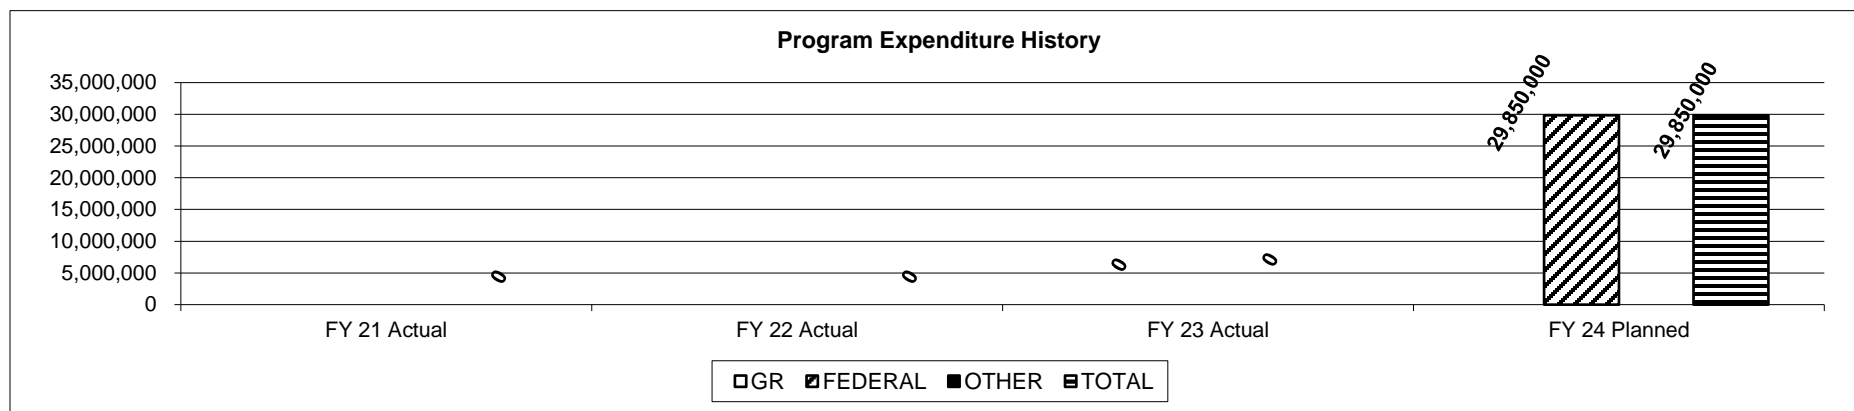 Program Expenditure History
35,000,000
30,000,000
25,000,000
20,000,000
15,000,000
10,000,000
5,000,000
0
0
0
0
0
29,850,000
29,850,000
FY 21 Actual
FY 22 Actual
FY 23 Actual
FY 24 Planned
GR FEDERAL OTHER TOTAL